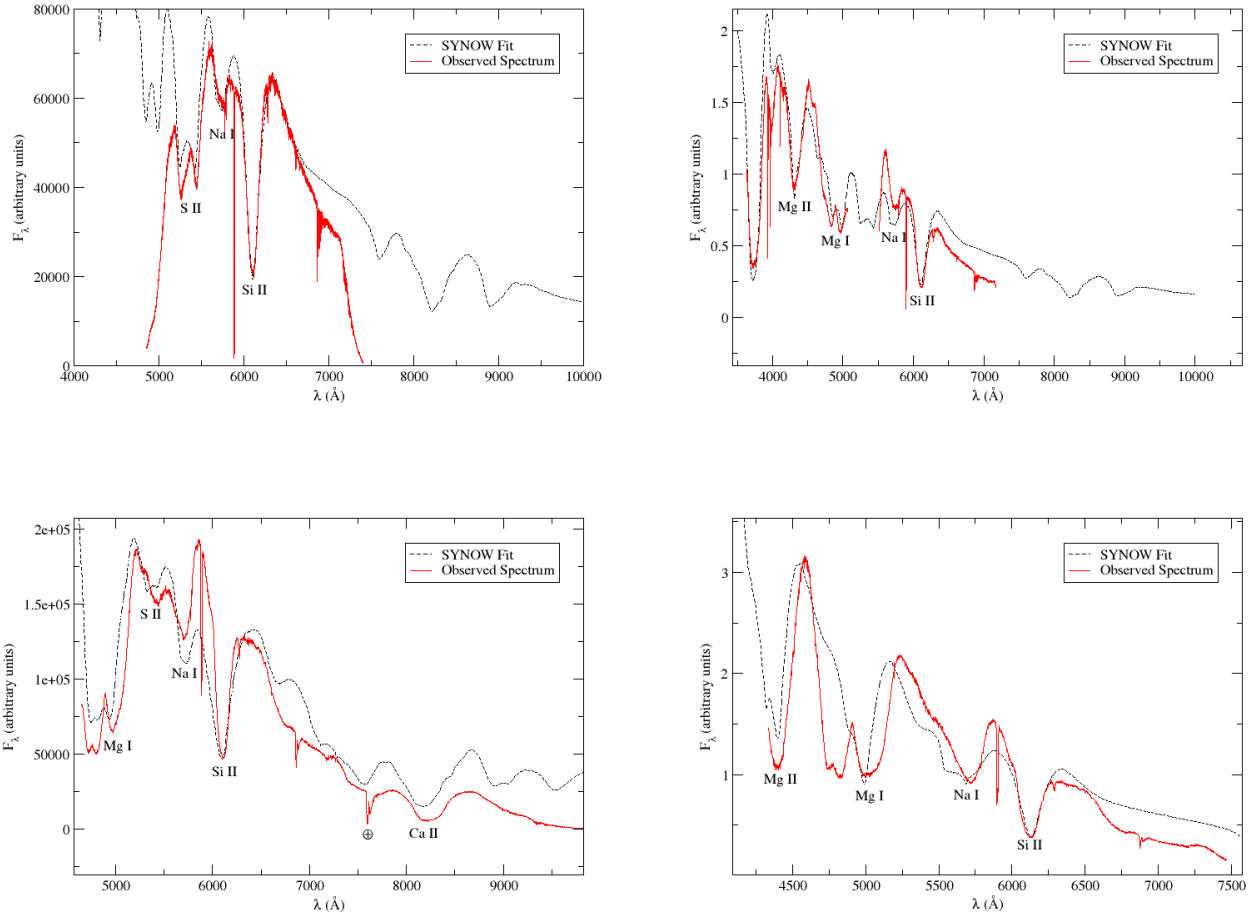 80000
60000
40000
20000
0
F_λ (arbitrary units)
SYNOW Fit
Observed Spectrum
S II
Na I
Si II
4000 5000 6000 7000 8000 9000 10000
λ (Å)
2
1.5
1
0.5
0
F_λ (aribtrary units)
SYNOW Fit
Observed Spectrum
Mg II
Mg I
Na I
Si II
4000 5000 6000 7000 8000 9000 10000
λ (Å)
2e+05
1.5e+05
1e+05
50000
0
F_λ (arbitrary units)
SYNOW Fit
Observed Spectrum
S II
Na I
Mg I
Si II
⊕
Ca II
5000 6000 7000 8000 9000
λ (Å)
3
2
1
F_λ (arbitrary units)
SYNOW Fit
Observed Spectrum
Mg II
Mg I
Na I
Si II
4500 5000 5500 6000 6500 7000 7500
λ (Å)